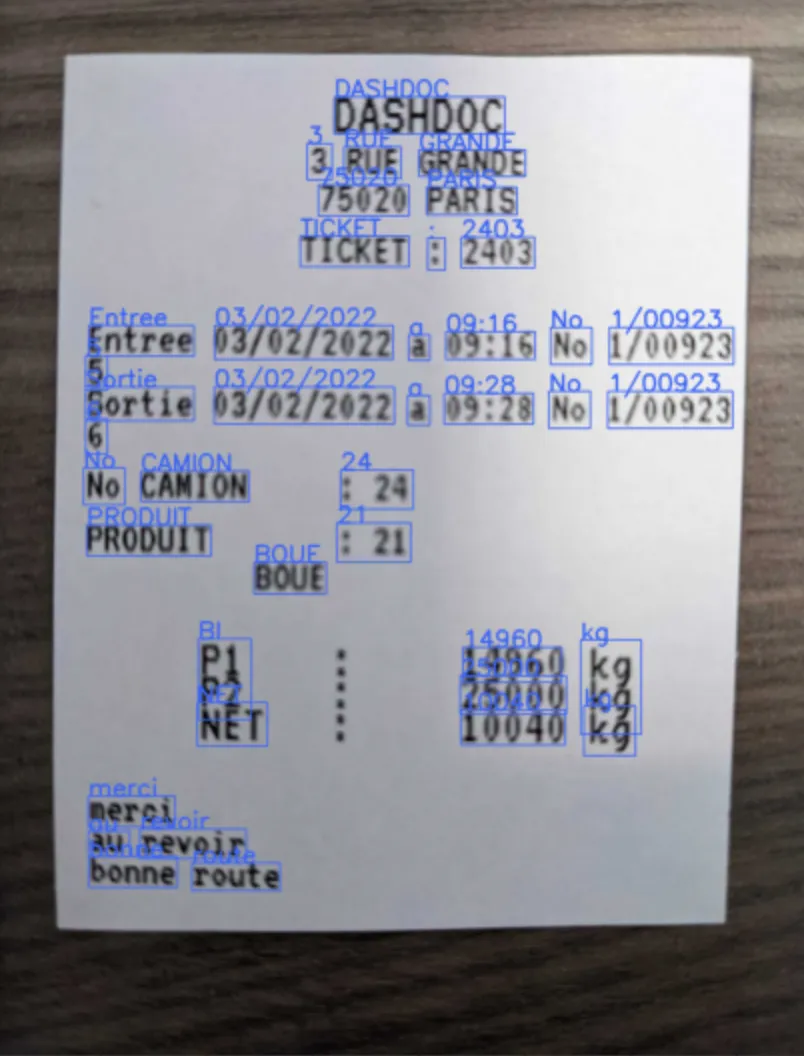 DASHDOC
3 RUE GRANDE
75020 PARIS
TICKET : 2403
Entree 03/02/2022 a 09:16 No 1/00923
5
Sortie 03/02/2022 a 09:28 No 1/00923
6
No CAMION : 24
PRODUIT : 21
BOUE
P1 : 14960 kg
P2 : 25000 kg
NET : 10040 kg
merci
au revoir
bonne route